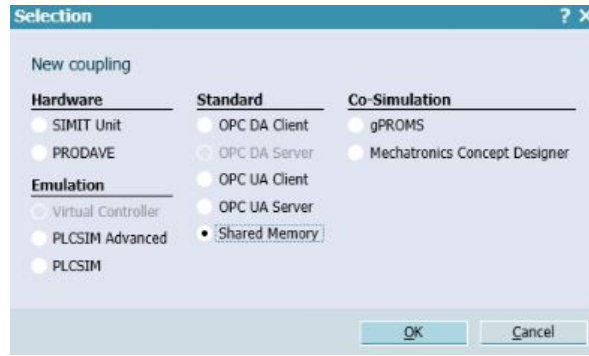 Selection ? X
New coupling
Hardware
SIMIT Unit
PRODAVE
Emulation
Virtual Controller
PLCSIM Advanced
PLCSIM
Standard
OPC DA Client
OPC DA Server
OPC UA Client
OPC UA Server
Shared Memory
Co-Simulation
gPROMS
Mechatronics Concept Designer
OK Cancel